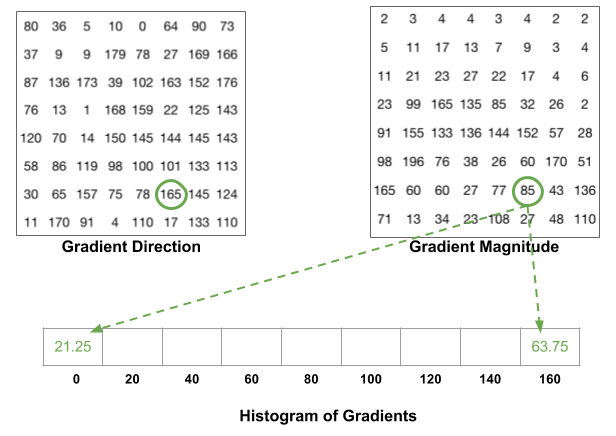 80 36 5 10 0 64 90 73
37 9 9 179 78 27 169 166
87 136 173 39 102 163 152 176
76 13 1 168 159 22 125 143
120 70 14 150 145 144 145 143
58 86 119 98 100 101 133 113
30 65 157 75 78 165 145 124
11 170 91 4 110 17 133 110
Gradient Direction
2 3 4 4 3 4 2 2
5 11 17 13 7 9 3 4
11 21 23 27 22 17 4 6
23 99 165 135 85 32 26 2
91 155 133 136 144 152 57 28
98 196 76 38 26 60 170 51
165 60 60 27 77 85 43 136
71 13 34 23 108 27 48 110
Gradient Magnitude
21.25 63.75
0 20 40 60 80 100 120 140 160
Histogram of Gradients